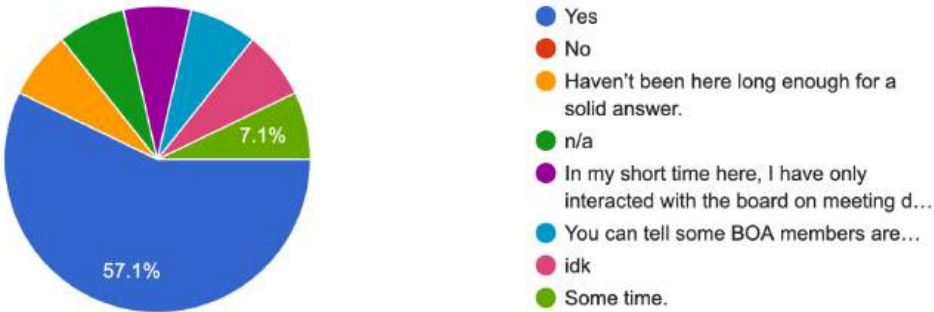 7.1%
57.1%
Yes
No
Haven't been here long enough for a
solid answer.
n/a
In my short time here, I have only
interacted with the board on meeting d…
You can tell some BOA members are…
idk
Some time.